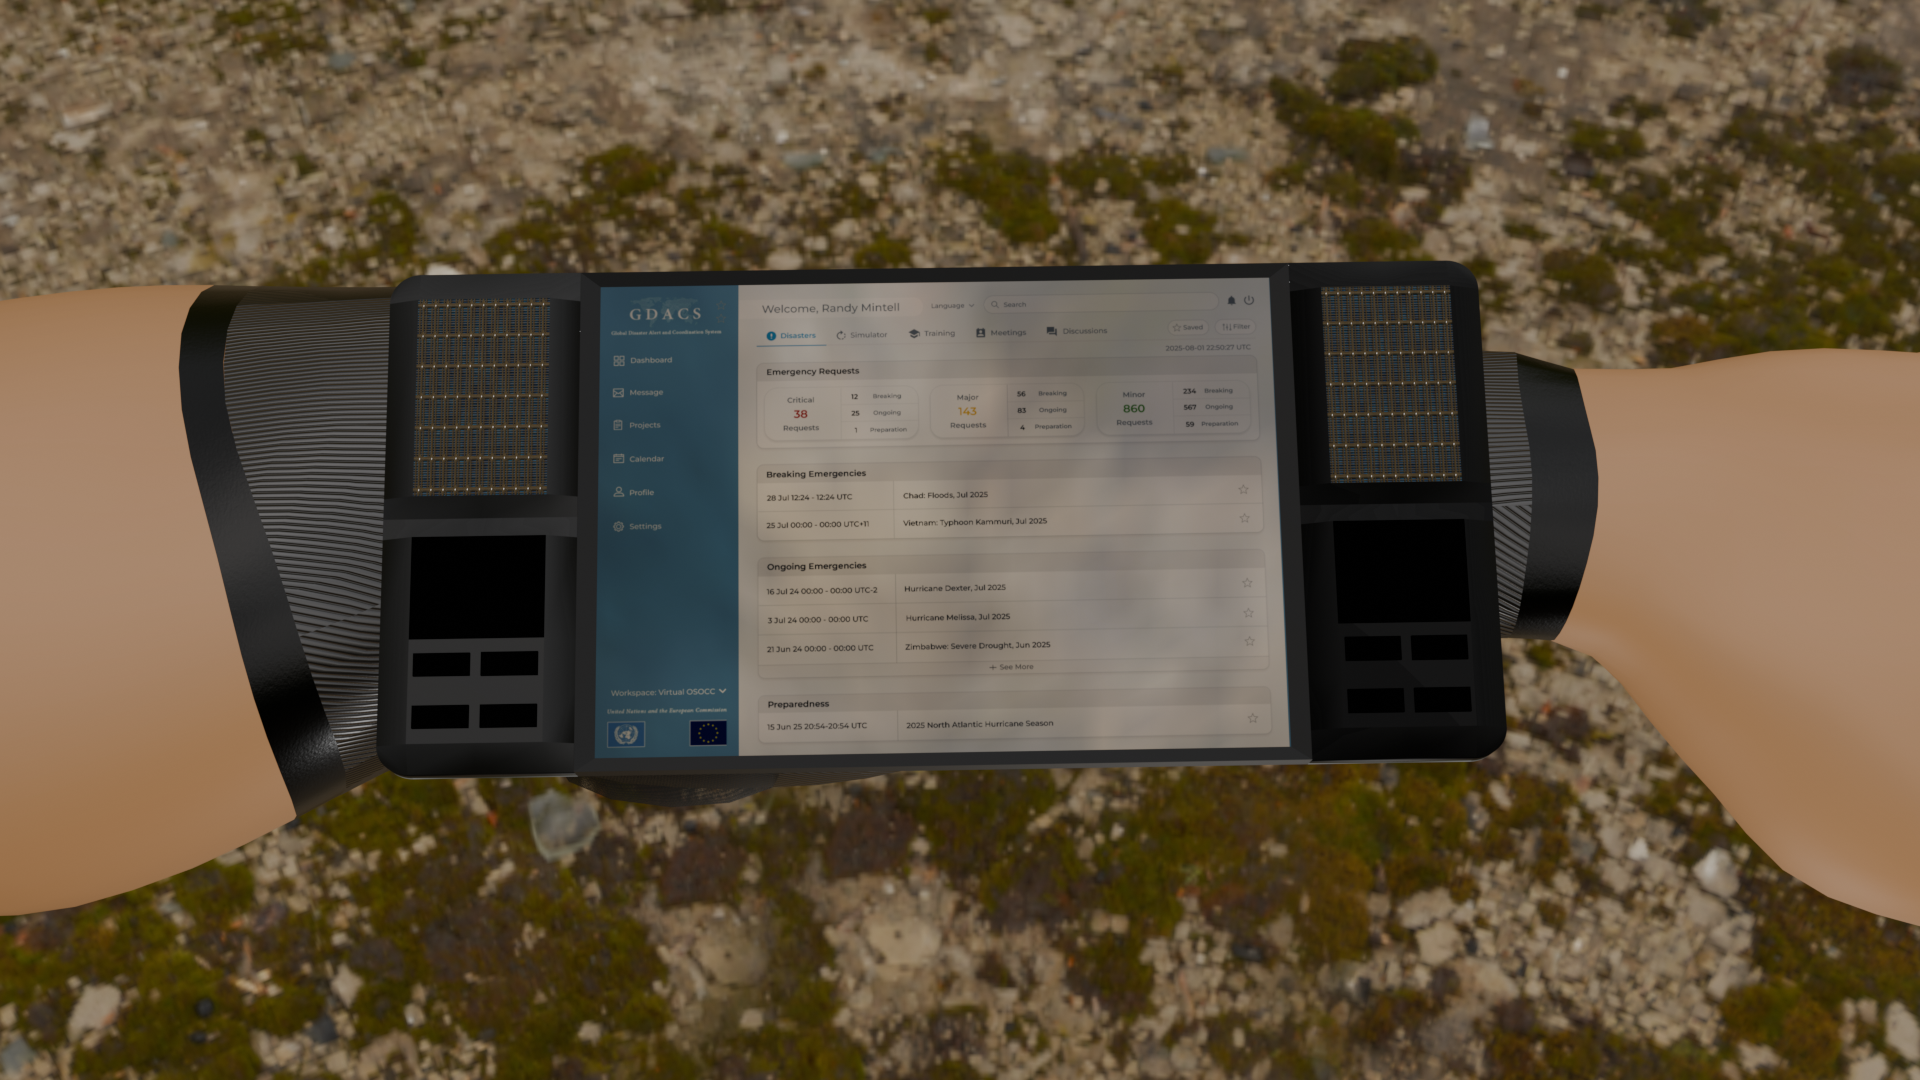 GDACS
Global Disaster Alert and Coordination System
Dashboard
Message
Projects
Calendar
Profile
Settings
Workspace: Virtual OSOCC
United Nations and the European Commission
Welcome, Randy Mintell
Language
Search
Disasters
Simulator
Training
Meetings
Discussions
Saved
Filter
2025-08-01 22:50:27 UTC
Emergency Requests
Critical
38
Requests
12 Breaking
25 Ongoing
1 Preparation
Major
143
Requests
56 Breaking
83 Ongoing
4 Preparation
Minor
860
Requests
234 Breaking
567 Ongoing
59 Preparation
Breaking Emergencies
28 Jul 12:24 - 12:24 UTC Chad: Floods, Jul 2025
25 Jul 00:00 - 00:00 UTC+11 Vietnam: Typhoon Kammuri, Jul 2025
Ongoing Emergencies
16 Jul 24 00:00 - 00:00 UTC-2 Hurricane Dexter, Jul 2025
3 Jul 24 00:00 - 00:00 UTC Hurricane Melissa, Jul 2025
21 Jun 24 00:00 - 00:00 UTC Zimbabwe: Severe Drought, Jun 2025
+ See More
Preparedness
15 Jun 25 20:54-20:54 UTC 2025 North Atlantic Hurricane Season